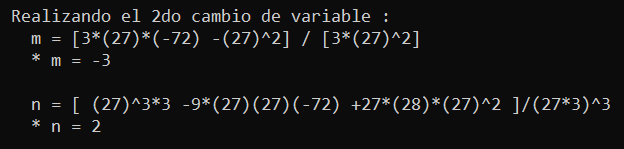 Realizando el 2do cambio de variable :
m = [3*(27)*(-72) -(27)^2] / [3*(27)^2]
* m = -3
n = [ (27)^3*3 -9*(27)(27)(-72) +27*(28)*(27)^2 ]/(27*3)^3
* n = 2